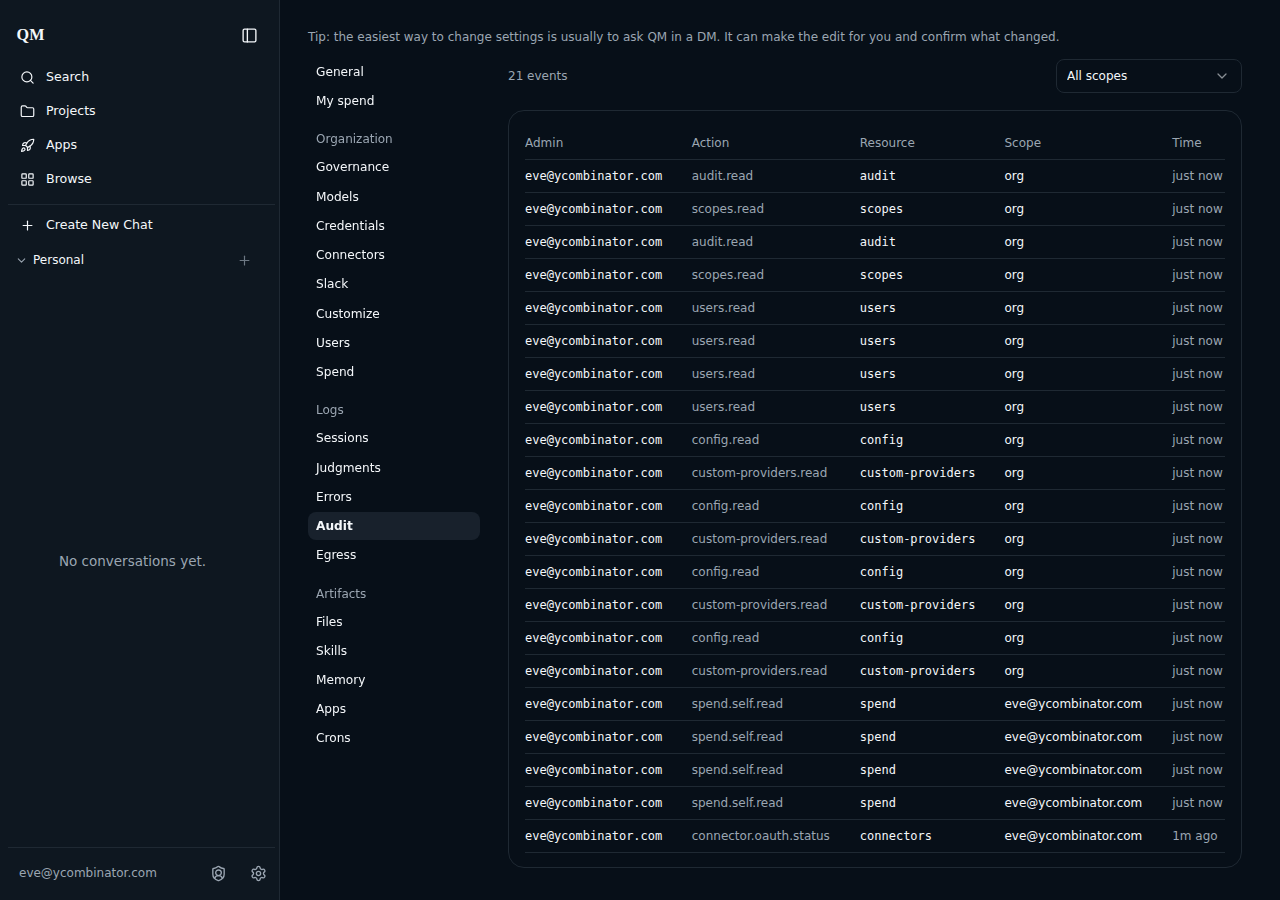 QM
Search
Projects
Apps
Browse
Create New Chat
Personal
No conversations yet.
eve@ycombinator.com
Tip: the easiest way to change settings is usually to ask QM in a DM. It can make the edit for you and confirm what changed.
General
My spend
Organization
Governance
Models
Credentials
Connectors
Slack
Customize
Users
Spend
Logs
Sessions
Judgments
Errors
Audit
Egress
Artifacts
Files
Skills
Memory
Apps
Crons
21 events
All scopes
Admin Action Resource Scope Time
eve@ycombinator.com audit.read audit org just now
eve@ycombinator.com scopes.read scopes org just now
eve@ycombinator.com audit.read audit org just now
eve@ycombinator.com scopes.read scopes org just now
eve@ycombinator.com users.read users org just now
eve@ycombinator.com users.read users org just now
eve@ycombinator.com users.read users org just now
eve@ycombinator.com users.read users org just now
eve@ycombinator.com config.read config org just now
eve@ycombinator.com custom-providers.read custom-providers org just now
eve@ycombinator.com config.read config org just now
eve@ycombinator.com custom-providers.read custom-providers org just now
eve@ycombinator.com config.read config org just now
eve@ycombinator.com custom-providers.read custom-providers org just now
eve@ycombinator.com config.read config org just now
eve@ycombinator.com custom-providers.read custom-providers org just now
eve@ycombinator.com spend.self.read spend eve@ycombinator.com just now
eve@ycombinator.com spend.self.read spend eve@ycombinator.com just now
eve@ycombinator.com spend.self.read spend eve@ycombinator.com just now
eve@ycombinator.com spend.self.read spend eve@ycombinator.com just now
eve@ycombinator.com connector.oauth.status connectors eve@ycombinator.com 1m ago